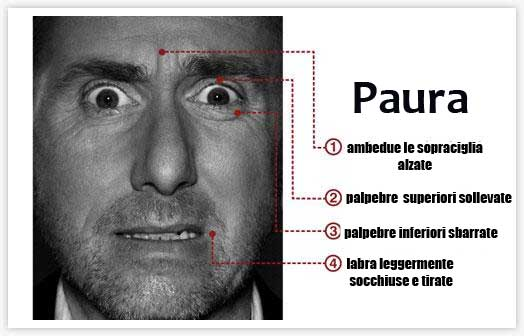 Paura
1 ambedue le sopraciglia
alzate
2 palpebre superiori sollevate
3 palpebre inferiori sbarrate
4 labra leggermente
socchiuse e tirate